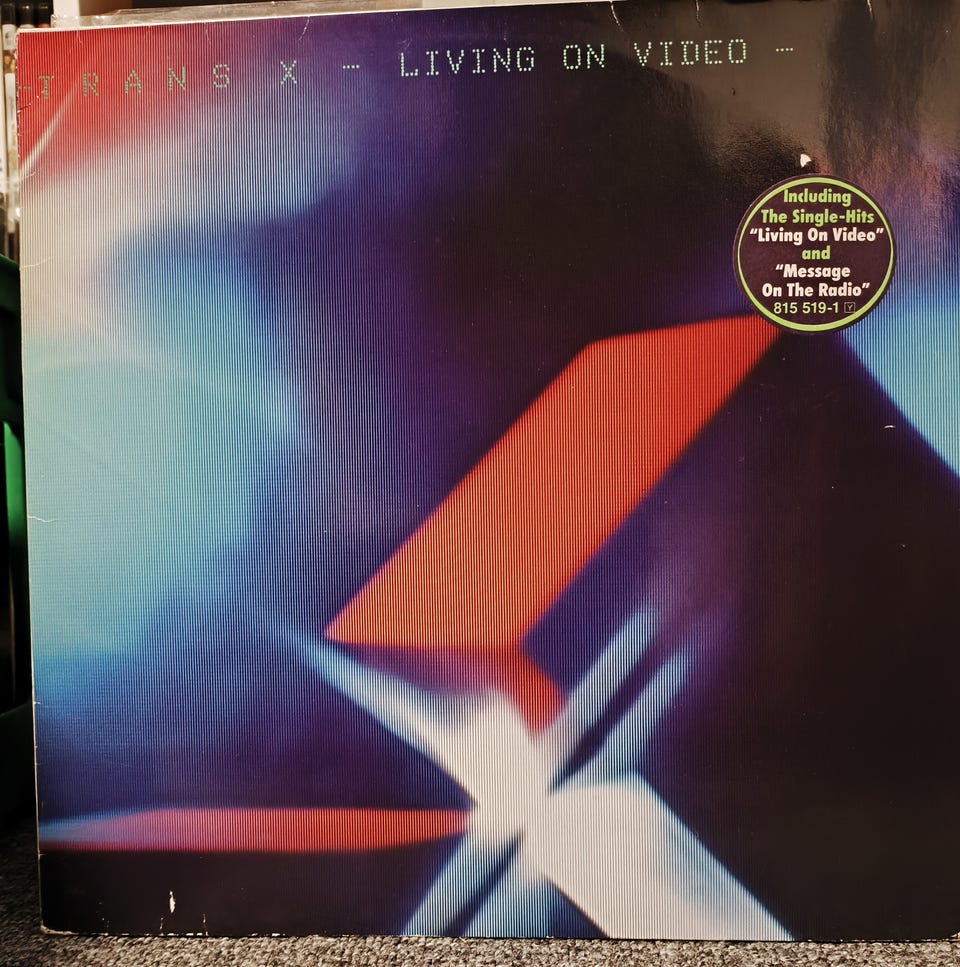 -TRANS X - LIVING ON VIDEO -
Including
The Single-Hits
“Living On Video”
and
“Message
On The Radio”
815 519-1 Y